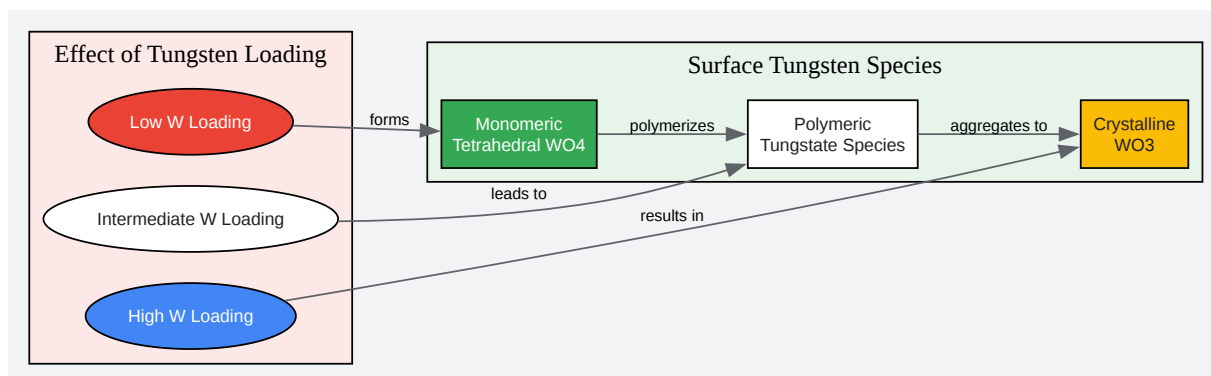 Effect of Tungsten Loading
Low W Loading
Intermediate W Loading
High W Loading
forms
leads to
results in
Surface Tungsten Species
Monomeric
Tetrahedral WO4
polymerizes
Polymeric
Tungstate Species
aggregates to
Crystalline
WO3